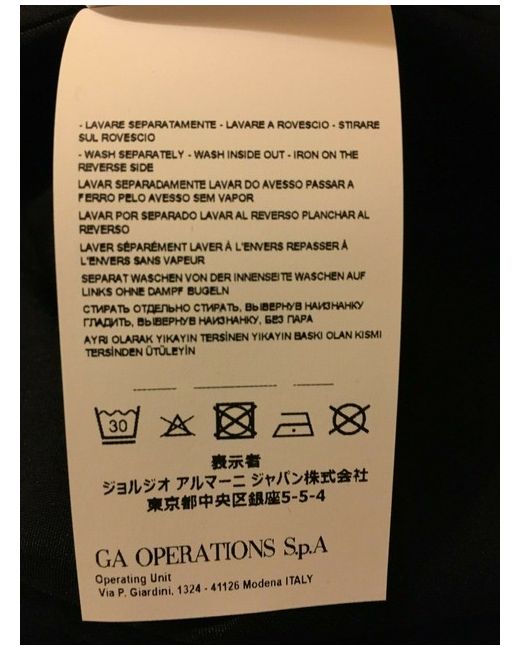 - LAVARE SEPARATAMENTE - LAVARE A ROVESCIO - STIRARE
SUL ROVESCIO
- WASH SEPARATELY - WASH INSIDE OUT - IRON ON THE
REVERSE SIDE
LAVAR SEPARADAMENTE LAVAR DO AVESSO PASSAR A
FERRO PELO AVESSO SEM VAPOR
LAVAR POR SEPARADO LAVAR AL REVERSO PLANCHAR AL
REVERSO
LAVER SÉPARÉMENT LAVER À L'ENVERS REPASSER À
L'ENVERS SANS VAPEUR
SEPARAT WASCHEN VON DER INNENSEITE WASCHEN AUF
LINKS OHNE DAMPF BUGELN
СТИРАТЬ ОТДЕЛЬНО СТИРАТЬ, ВЫВЕРНУВ НАИЗНАНКУ
ГЛАДИТЬ, ВЫВЕРНУВ НАИЗНАНКУ, БЕЗ ПАРА
AYRI OLARAK YIKAYIN TERSİNEN YIKAYIN BASKI OLAN KISMI
TERSİNDEN ÜTÜLEYİN
30
表示者
ジョルジオ アルマーニ ジャパン株式会社
東京都中央区銀座5-5-4
GA OPERATIONS S.p.A
Operating Unit
Via P. Giardini, 1324 - 41126 Modena ITALY